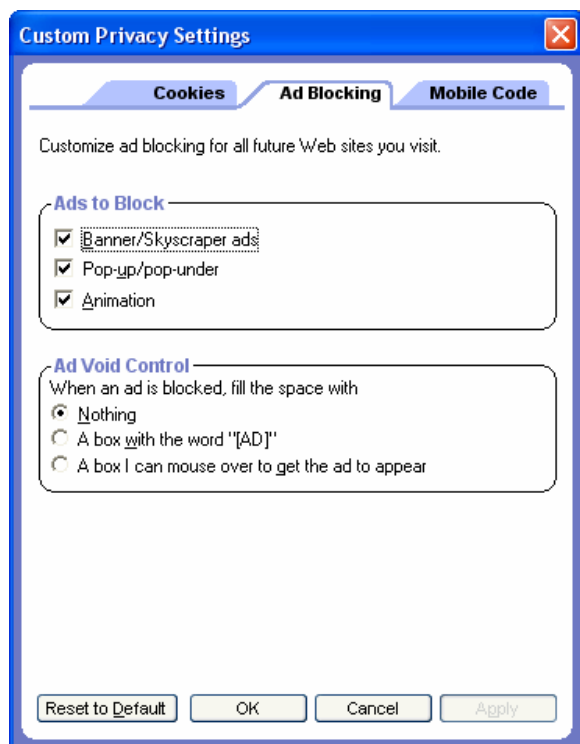 Custom Privacy Settings
Cookies
Ad Blocking
Mobile Code
Customize ad blocking for all future Web sites you visit.
Ads to Block
Banner/Skyscraper ads
Pop-up/pop-under
Animation
Ad Void Control
When an ad is blocked, fill the space with
Nothing
A box with the word "[AD]"
A box I can mouse over to get the ad to appear
Reset to Default
OK
Cancel
Apply